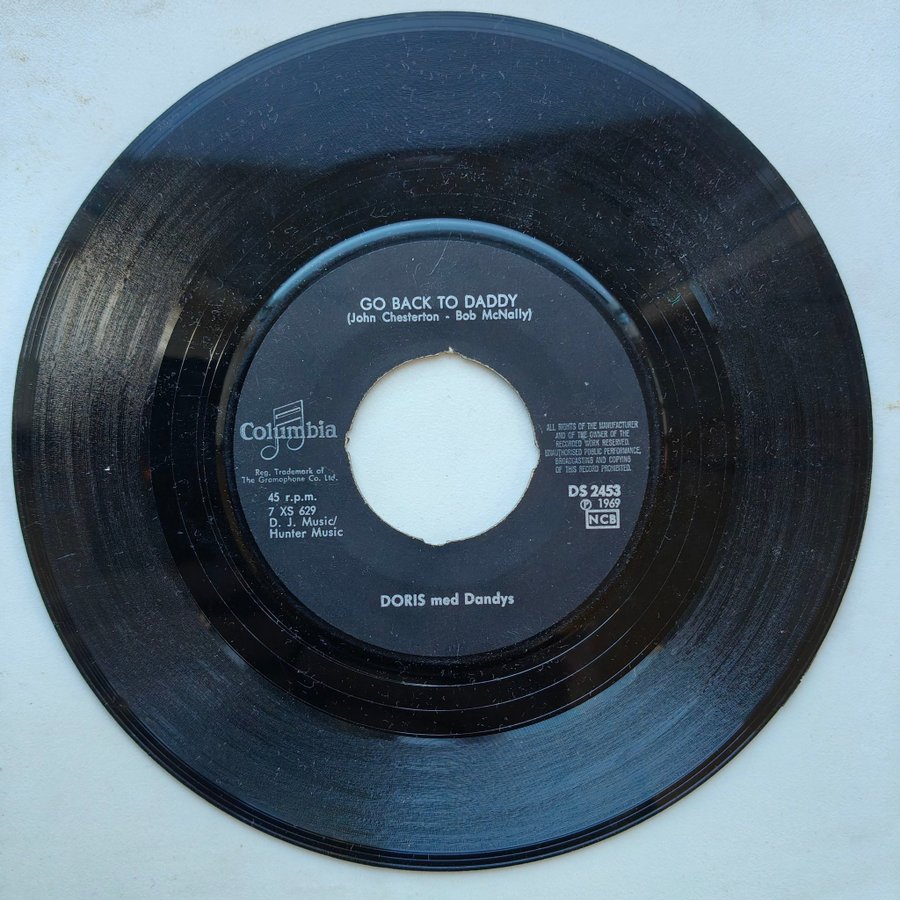 GO BACK TO DADDY
(John Chesterton - Bob McNally)
Columbia
Reg. Trademark of
The Gramophone Co. Ltd.
45 r.p.m.
7 XS 629
D. J. Music/
Hunter Music
ALL RIGHTS OF THE MANUFACTURER
AND OF THE OWNER OF THE
RECORDED WORK RESERVED.
UNAUTHORISED PUBLIC PERFORMANCE,
BROADCASTING AND COPYING
OF THIS RECORD PROHIBITED.
DS 2453
Ⓟ 1969
NCB
DORIS med Dandys